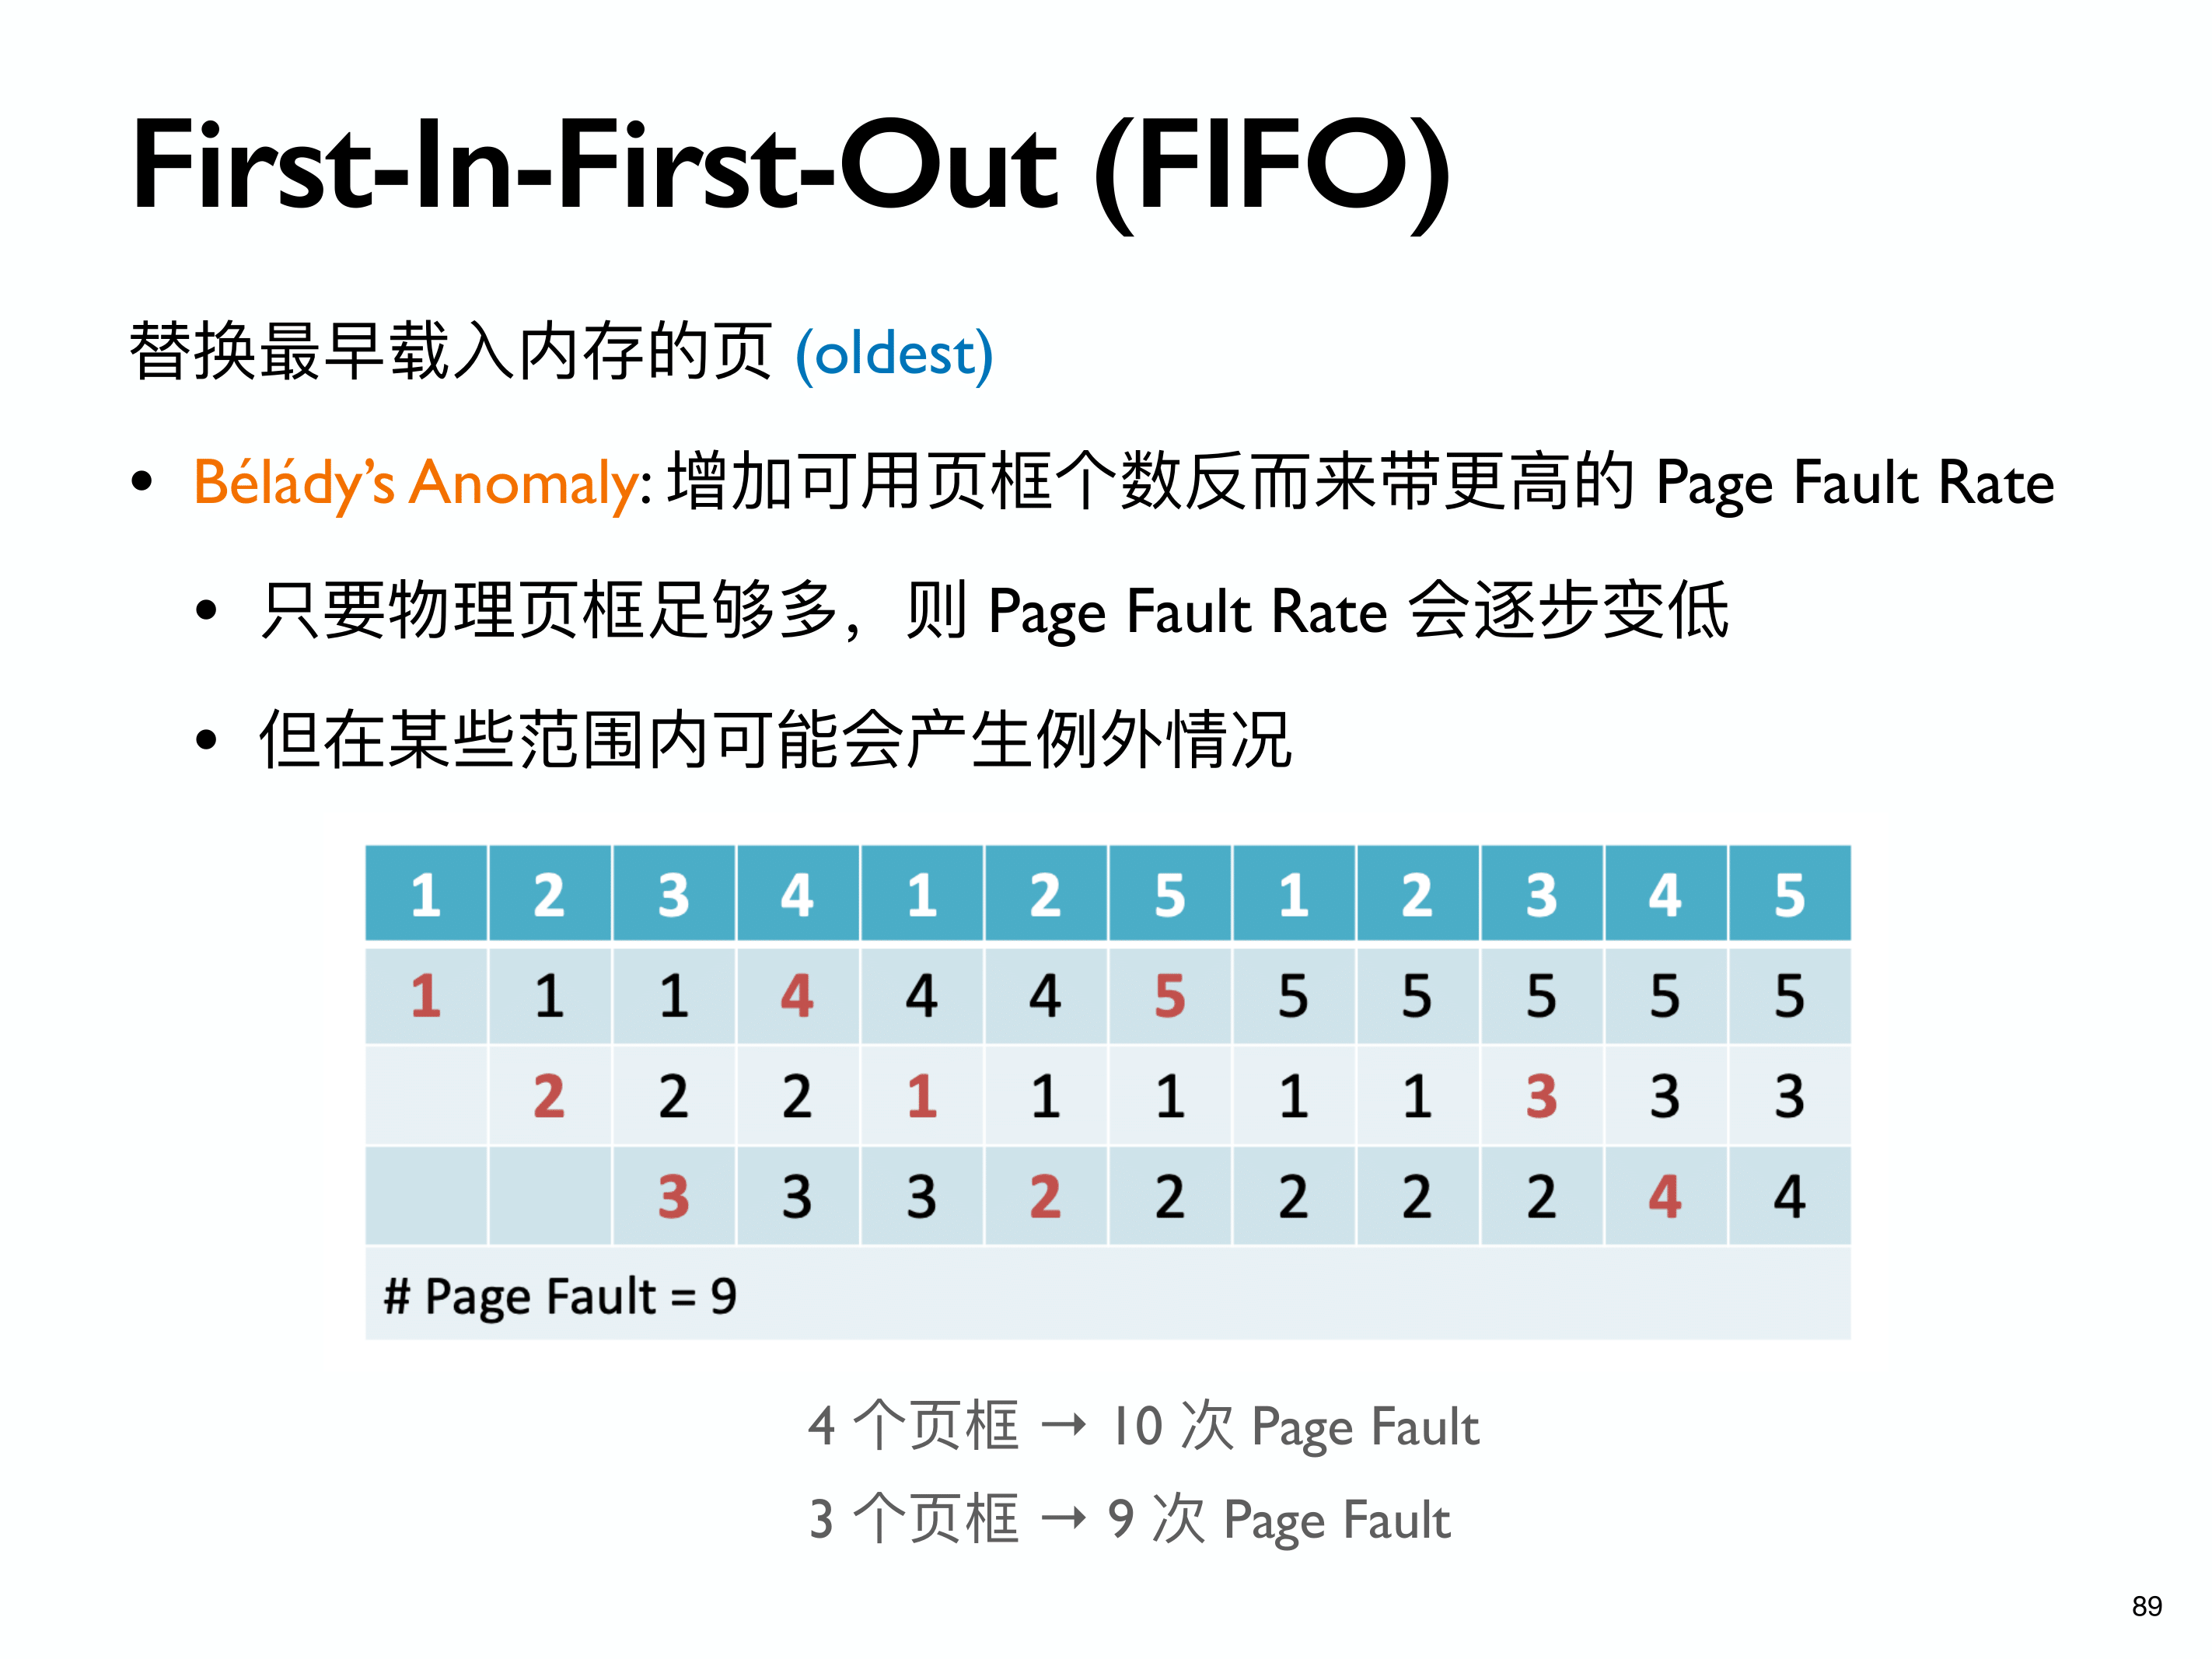 First-In-First-Out (FIFO)
替换最早载入内存的页 (oldest)
• Bélády’s Anomaly: 增加可用页框个数反而来带更高的 Page Fault Rate
• 只要物理页框足够多，则 Page Fault Rate 会逐步变低
• 但在某些范围内可能会产生例外情况
1 2 3 4 1 2 5 1 2 3 4 5
1 1 1 4 4 4 5 5 5 5 5 5
2 2 2 1 1 1 1 1 3 3 3
3 3 3 2 2 2 2 2 4 4
# Page Fault = 9
4 个页框 → 10 次 Page Fault
3 个页框 → 9 次 Page Fault
89